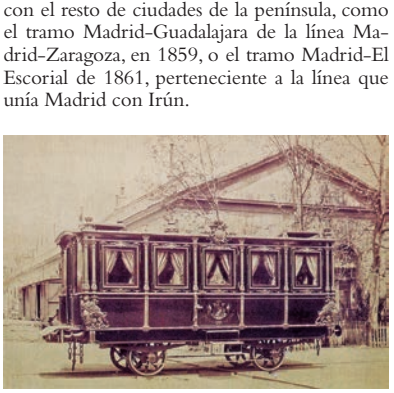 con el resto de ciudades de la península, como
el tramo Madrid-Guadalajara de la línea Ma-
drid-Zaragoza, en 1859, o el tramo Madrid-El
Escorial de 1861, perteneciente a la línea que
unía Madrid con Irún.